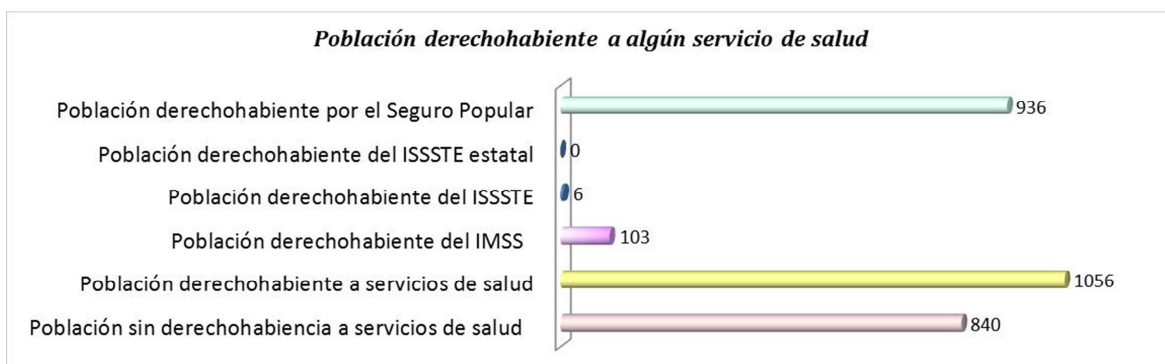 Población derechohabiente a algún servicio de salud
Población derechohabiente por el Seguro Popular 936
Población derechohabiente del ISSSTE estatal 0
Población derechohabiente del ISSSTE 6
Población derechohabiente del IMSS 103
Población derechohabiente a servicios de salud 1056
Población sin derechohabiencia a servicios de salud 840